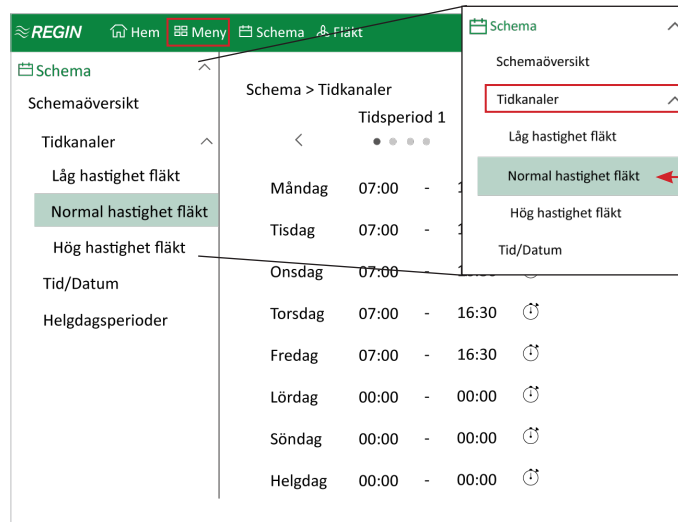 REGIN Hem Meny Schema Fläkt
Schema
Schemaöversikt
Tidkanaler
Låg hastighet fläkt
Normal hastighet fläkt
Hög hastighet fläkt
Tid/Datum
Helgdagsperioder
Schema > Tidkanaler
Tidsperiod 1
Måndag 07:00 -
Tisdag 07:00 -
Onsdag 07:00 -
Torsdag 07:00 - 16:30
Fredag 07:00 - 16:30
Lördag 00:00 - 00:00
Söndag 00:00 - 00:00
Helgdag 00:00 - 00:00
Schema
Schemaöversikt
Tidkanaler
Låg hastighet fläkt
Normal hastighet fläkt
Hög hastighet fläkt
Tid/Datum